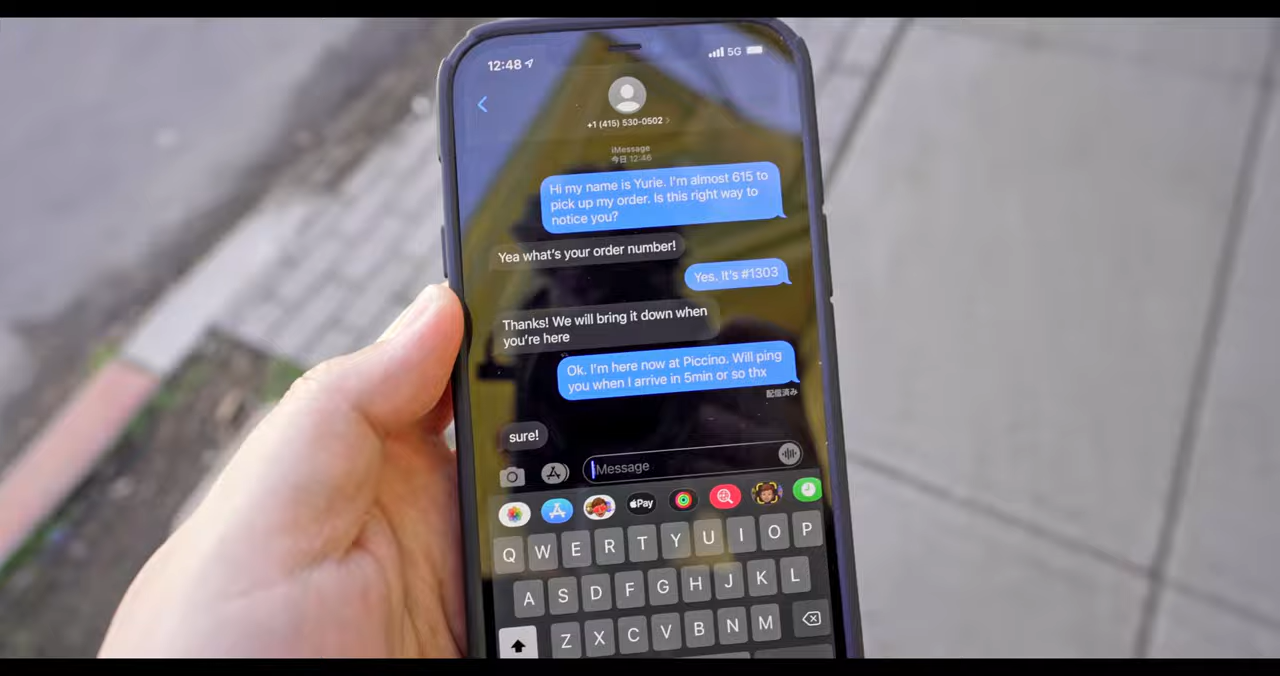 12:48
5G
+1 (415) 530-0502
iMessage
今日 12:46
Hi my name is Yurie. I'm almost 615 to
pick up my order. Is this right way to
notice you?
Yea what's your order number!
Yes. It's #1303
Thanks! We will bring it down when
you're here
Ok. I'm here now at Piccino. Will ping
you when I arrive in 5min or so thx
配信済み
sure!
iMessage
Pay
Q W E R T Y U I O P
A S D F G H J K L
Z X C V B N M